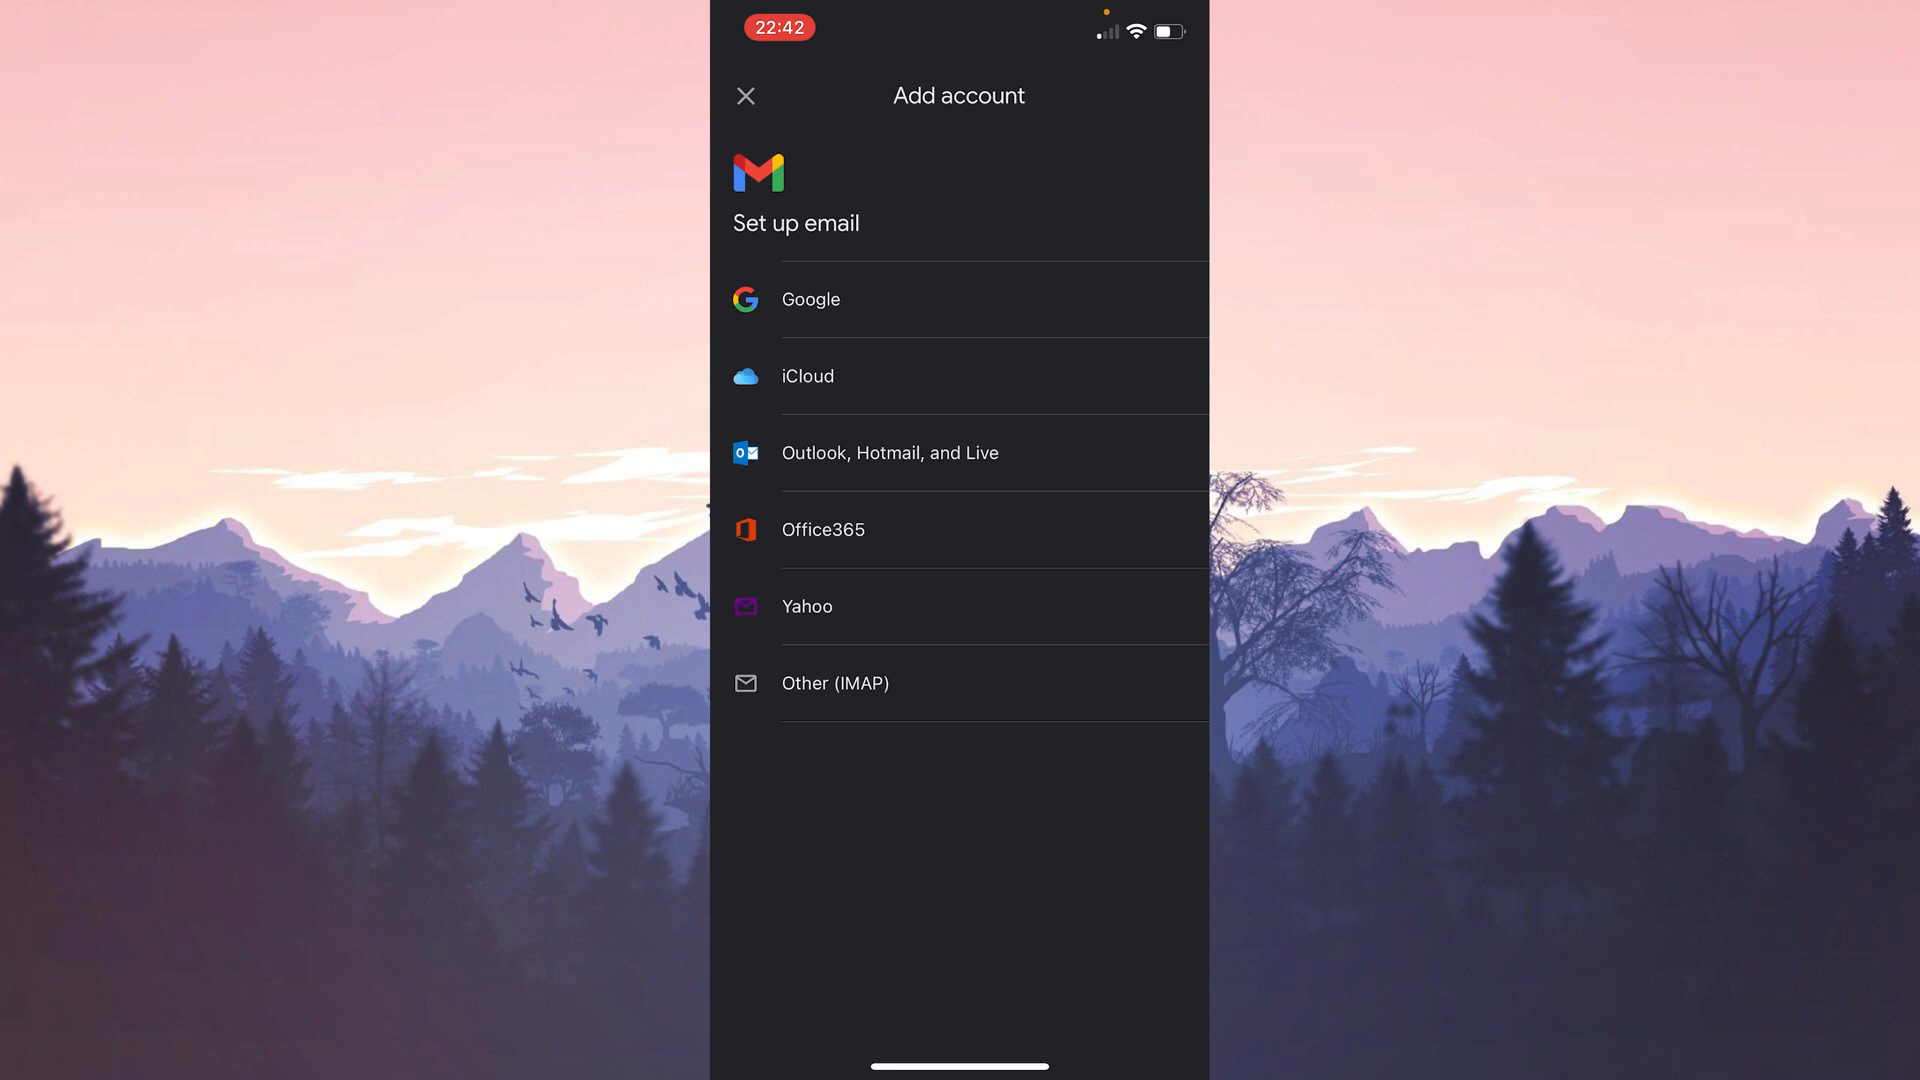 22:42
Add account
Set up email
Google
iCloud
Outlook, Hotmail, and Live
Office365
Yahoo
Other (IMAP)